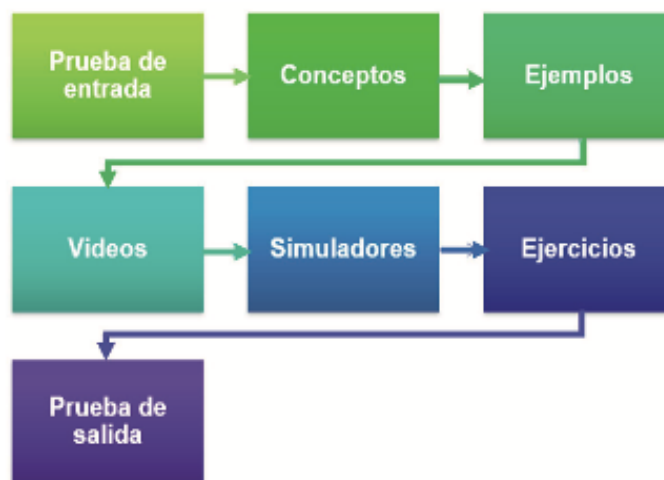 Prueba de
entrada
Conceptos
Ejemplos
Videos
Simuladores
Ejercicios
Prueba de
salida